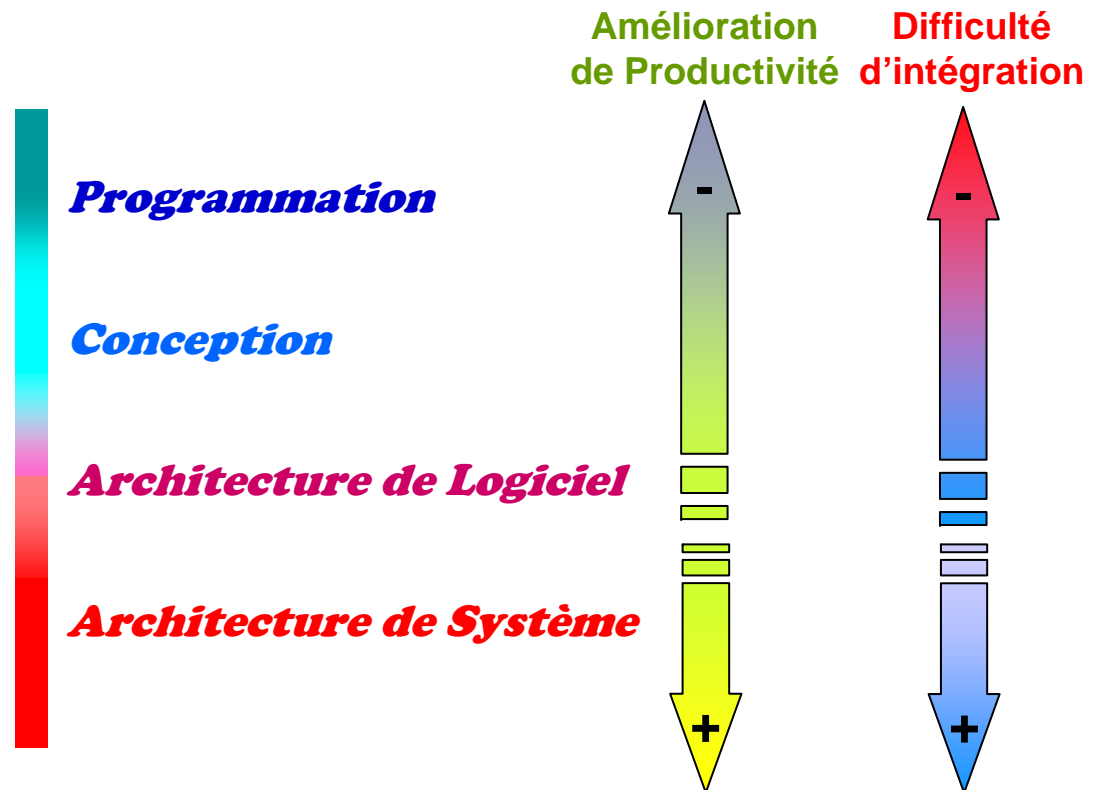 Amélioration
de Productivité
Difficulté
d’intégration
-
-
Programmation
Conception
Architecture de Logiciel
Architecture de Système
+
+